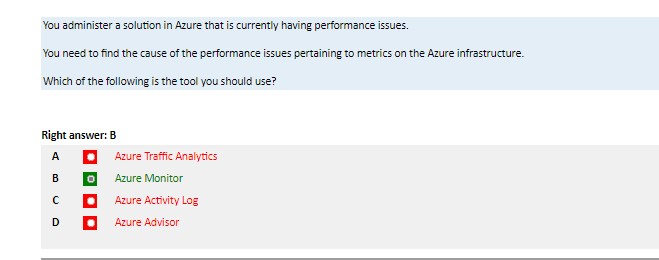 You administer a solution in Azure that is currently having performance issues.
You need to find the cause of the performance issues pertaining to metrics on the Azure infrastructure.
Which of the following is the tool you should use?
Right answer: B
A Azure Traffic Analytics
B Azure Monitor
C Azure Activity Log
D Azure Advisor